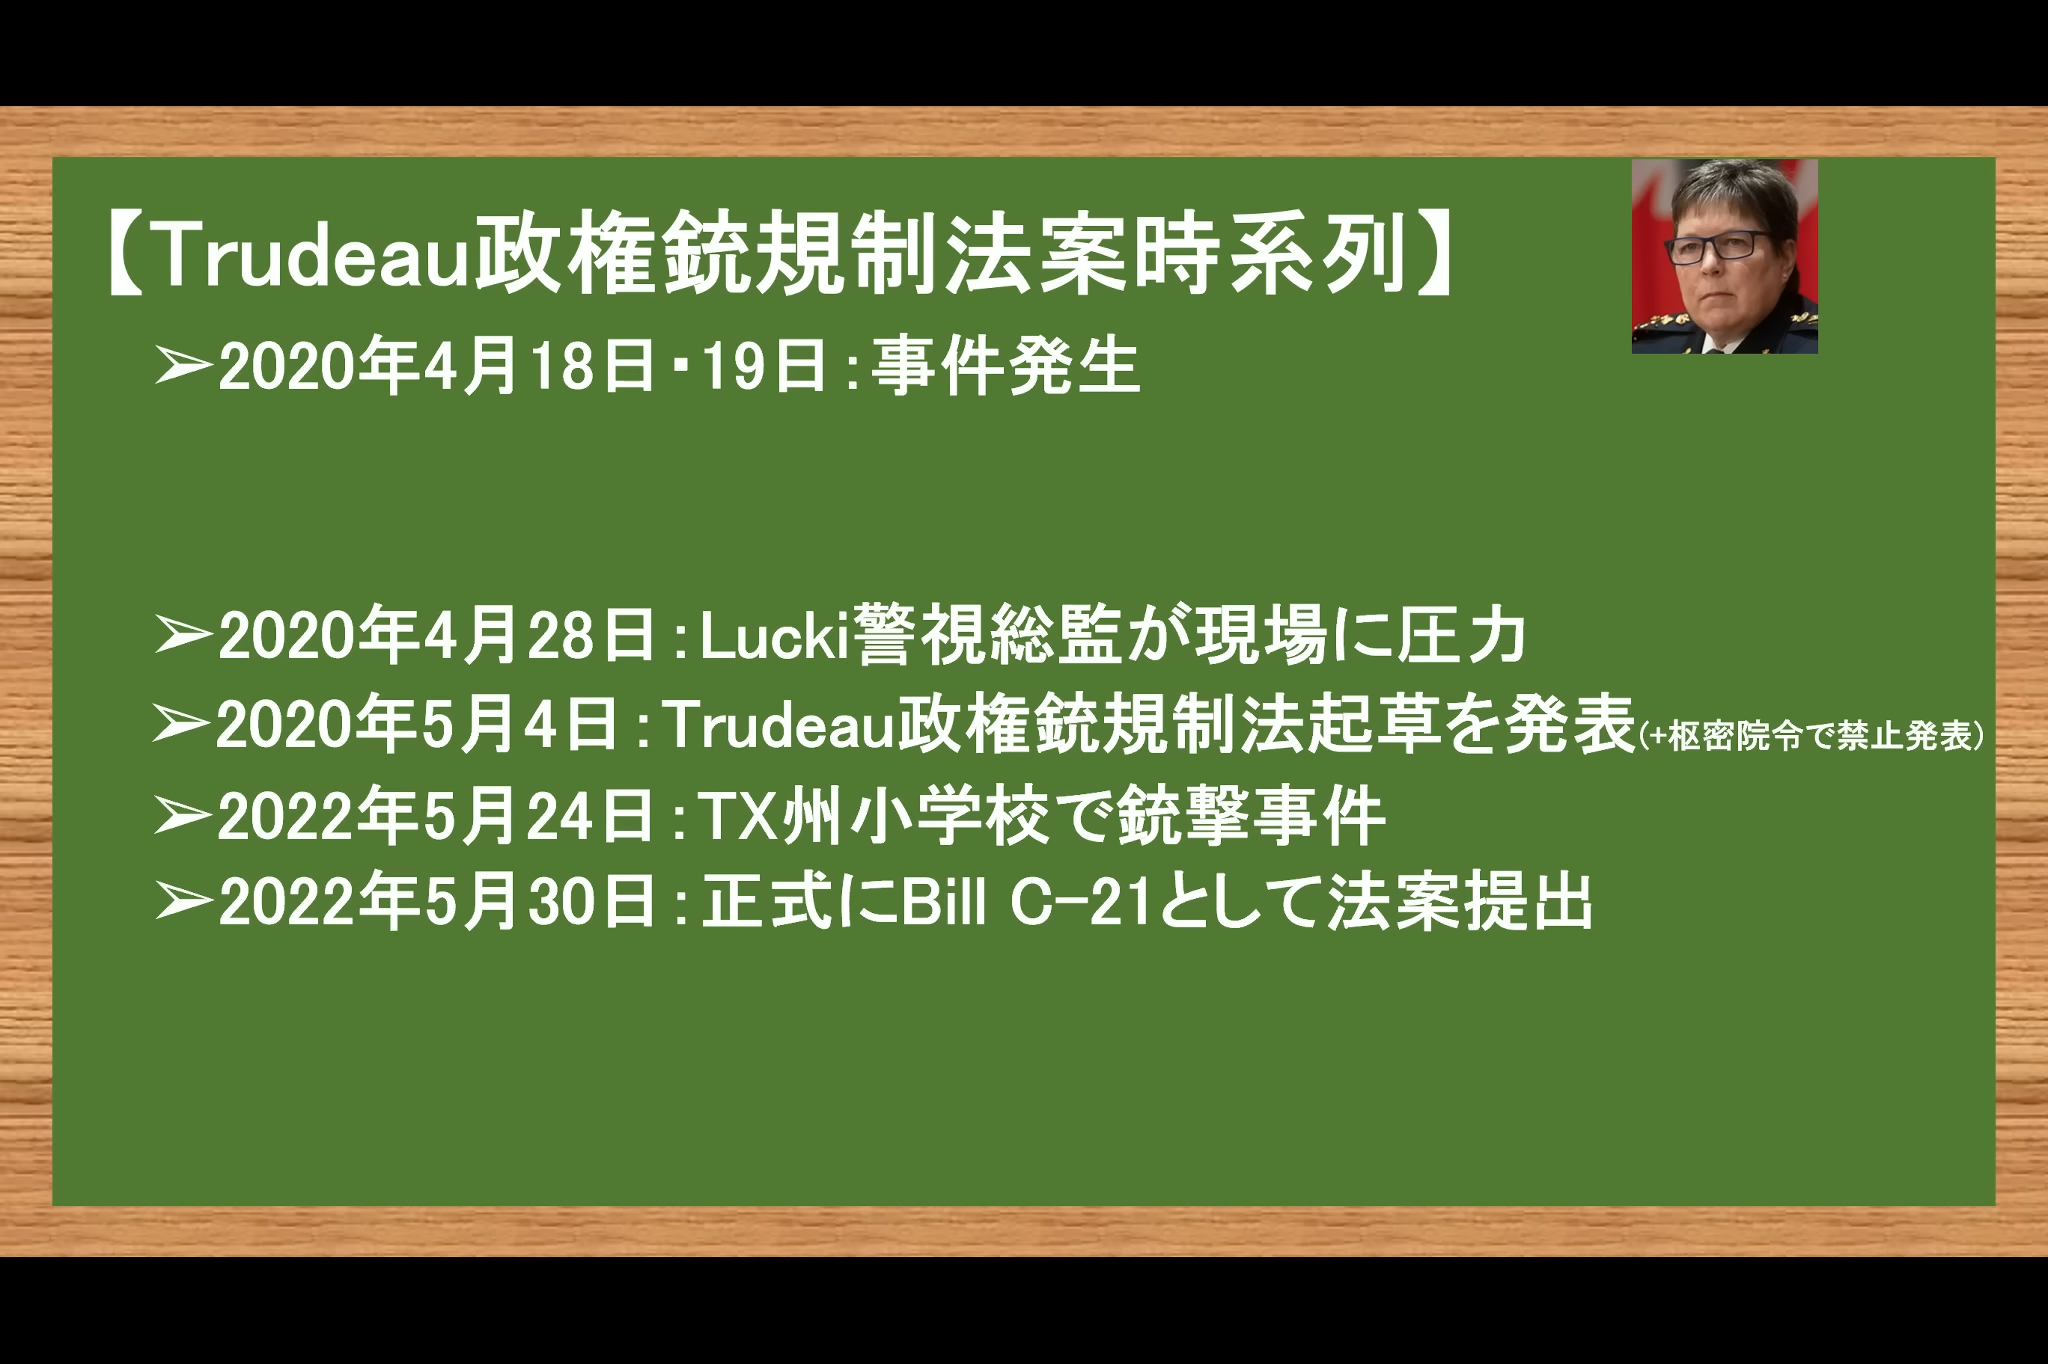 【Trudeau政権銃規制法案時系列】
➢2020年4月18日・19日：事件発生
➢2020年4月28日：Lucki警視総監が現場に圧力
➢2020年5月4日：Trudeau政権銃規制法起草を発表(+枢密院令で禁止発表)
➢2022年5月24日：TX州小学校で銃撃事件
➢2022年5月30日：正式にBill C-21として法案提出